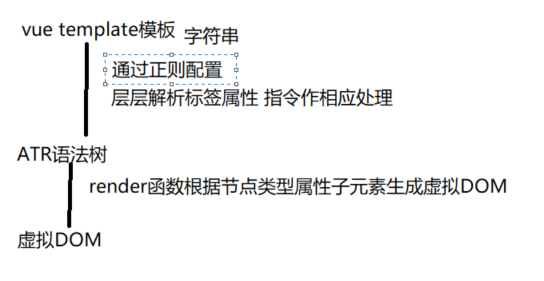 vue template模板 字符串
通过正则配置
层层解析标签属性 指令作相应处理
ATR语法树
render函数根据节点类型属性子元素生成虚拟DOM
虚拟DOM